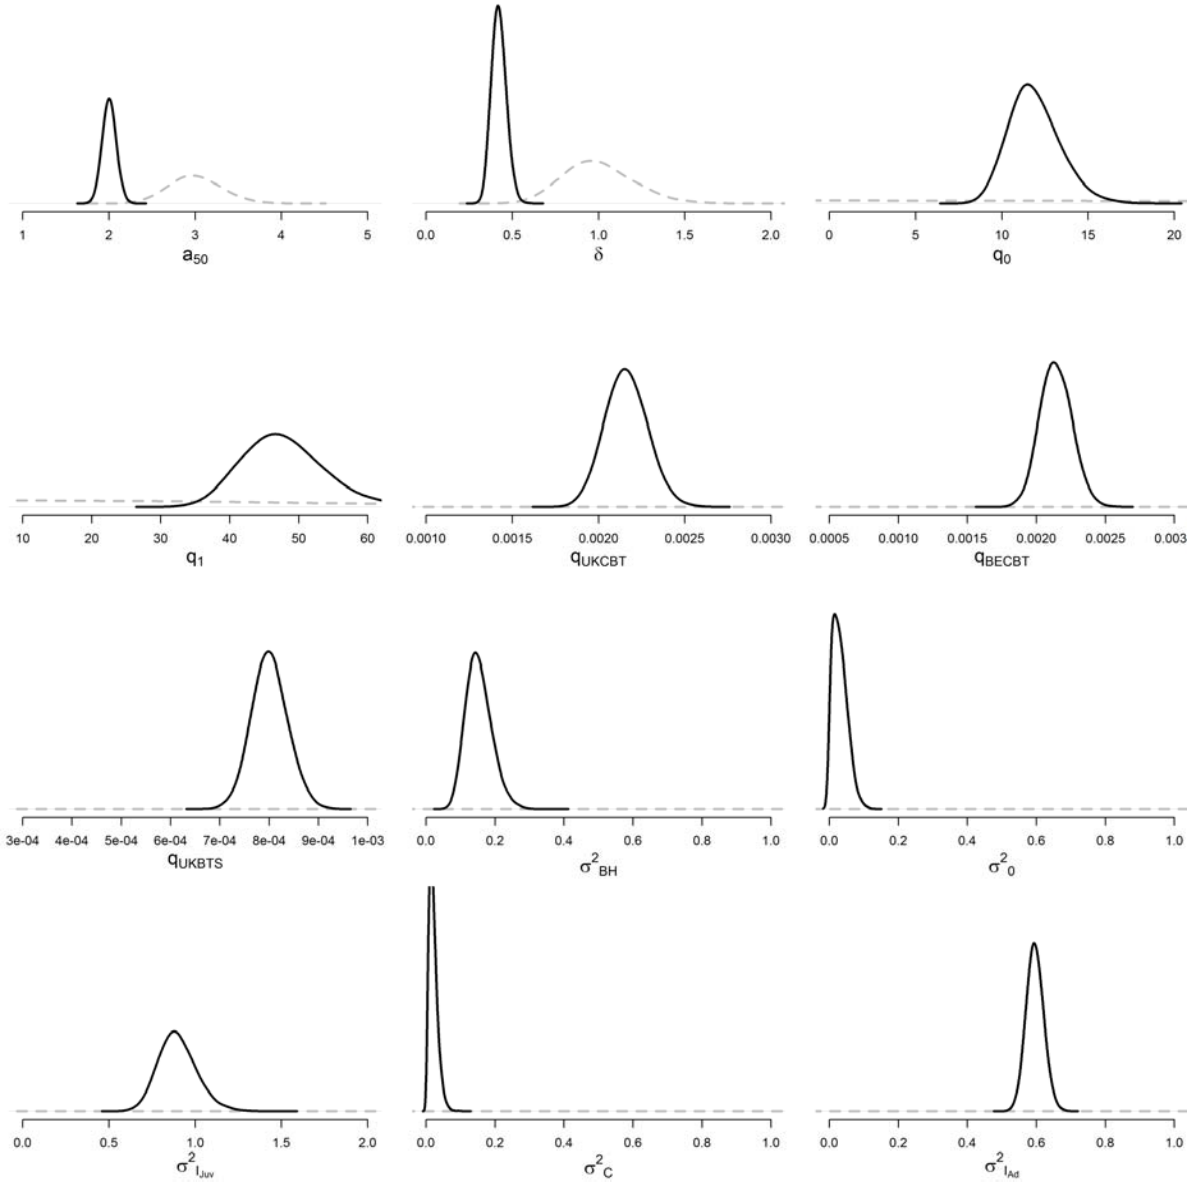 1 2 3 4 5
a50
0.0 0.5 1.0 1.5 2.0
δ
0 5 10 15 20
q0
10 20 30 40 50 60
q1
0.0010 0.0015 0.0020 0.0025 0.0030
qUKCBT
0.0005 0.0010 0.0015 0.0020 0.0025 0.003
qBECBT
3e-04 4e-04 5e-04 6e-04 7e-04 8e-04 9e-04 1e-03
qUKBTS
0.0 0.2 0.4 0.6 0.8 1.0
σ²BH
0.0 0.2 0.4 0.6 0.8 1.0
σ²0
0.0 0.5 1.0 1.5 2.0
σ²IJuv
0.0 0.2 0.4 0.6 0.8 1.0
σ²C
0.0 0.2 0.4 0.6 0.8 1.0
σ²IAd